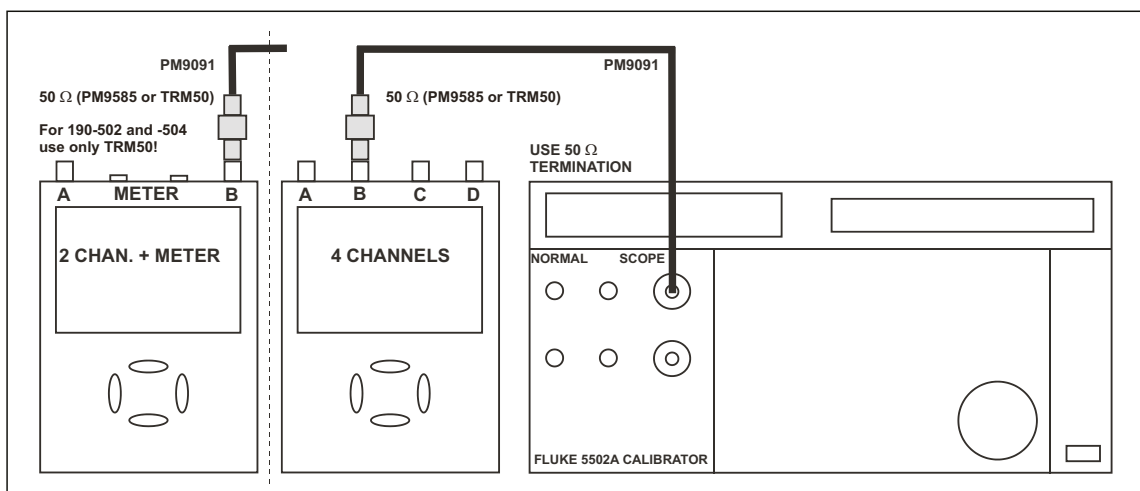 PM9091
50 Ω (PM9585 or TRM50)
For 190-502 and -504
use only TRM50!
A METER B
2 CHAN. + METER
PM9091
50 Ω (PM9585 or TRM50)
A B C D
4 CHANNELS
USE 50 Ω
TERMINATION
NORMAL SCOPE
FLUKE 5502A CALIBRATOR